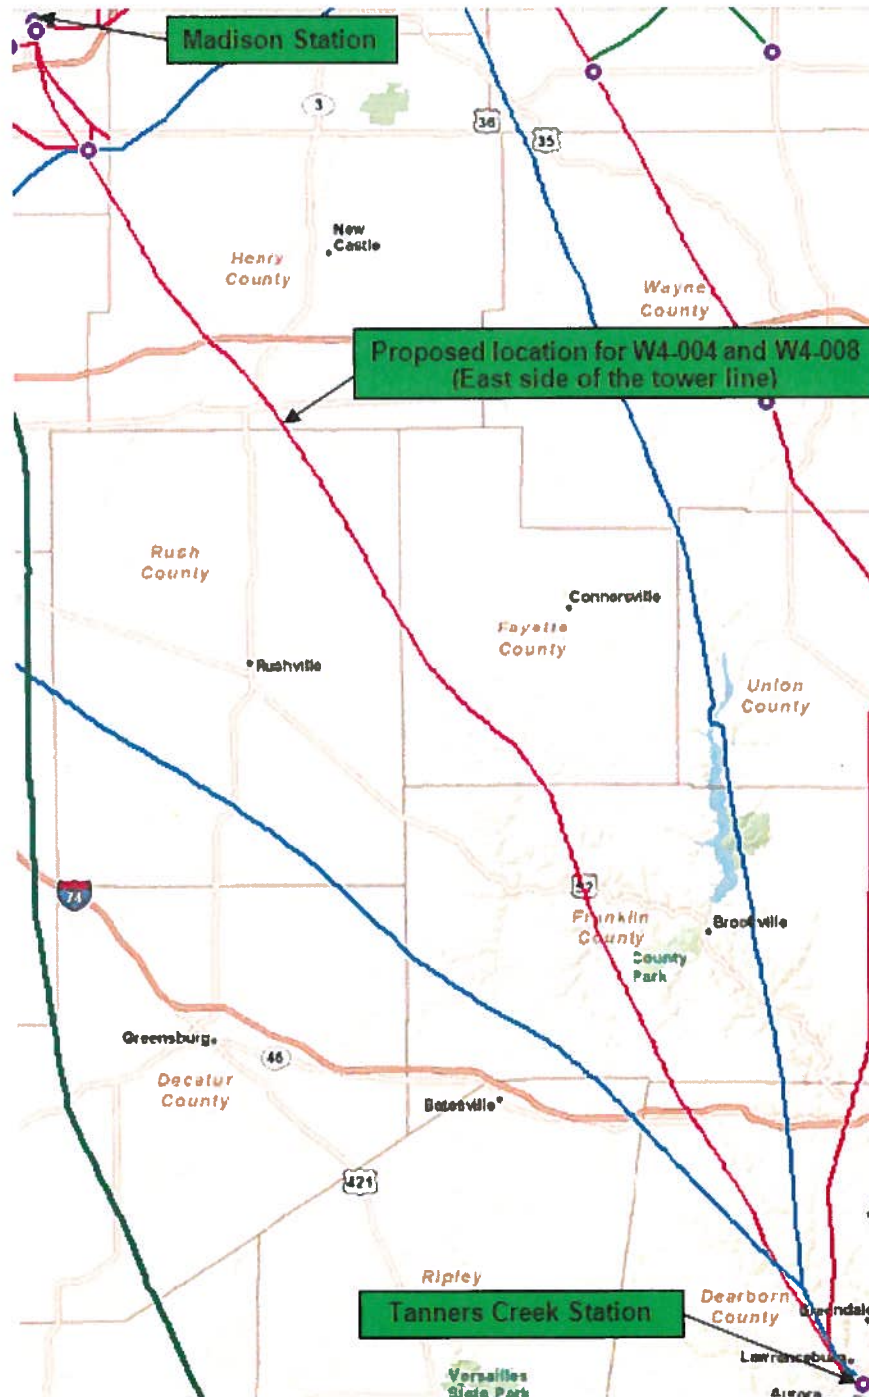 Madison Station
3
36
35
New
Castle
Henry
County
Wayne
County
Proposed location for W4-004 and W4-008
(East side of the tower line)
Rush
County
Connersville
Fayette
County
Rushville
Union
County
74
52
Franklin
County
Brookville
County
Park
Greensburg
46
Decatur
County
Batesville
421
Ripley
Dearborn
County
Tanners Creek Station
Greendale
Lawrenceburg
Versailles
State Park
Aurora